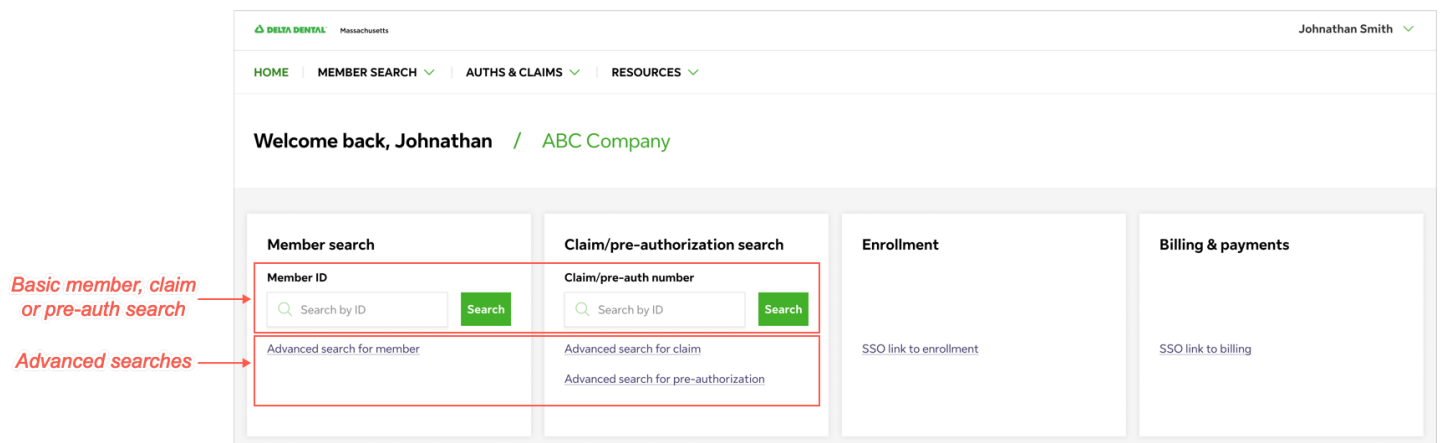 DELTA DENTAL Massachusetts
Johnathan Smith
HOME MEMBER SEARCH AUTHS & CLAIMS RESOURCES
Welcome back, Johnathan / ABC Company
Member search
Claim/pre-authorization search
Enrollment
Billing & payments
Basic member, claim
or pre-auth search
Member ID
Claim/pre-auth number
Search by ID Search
Search by ID Search
Advanced searches
Advanced search for member
Advanced search for claim
Advanced search for pre-authorization
SSO link to enrollment
SSO link to billing